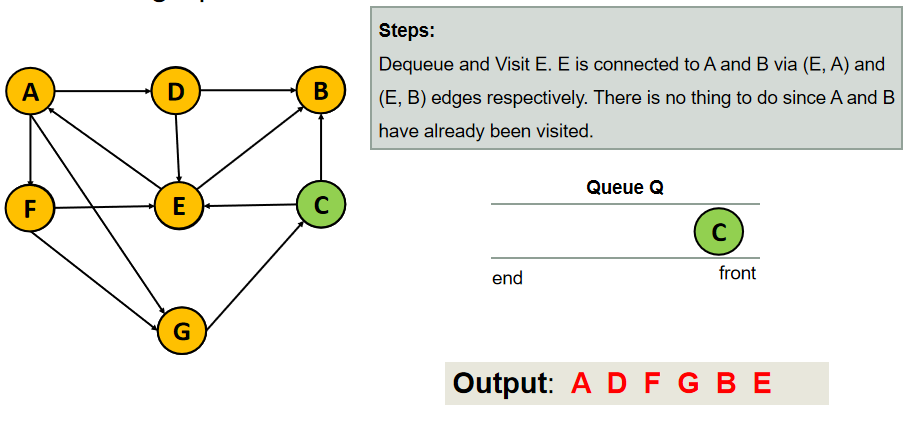 Steps:
Dequeue and Visit E. E is connected to A and B via (E, A) and
(E, B) edges respectively. There is no thing to do since A and B
have already been visited.
A
D
B
F
E
C
G
Queue Q
C
end
front
Output: A D F G B E